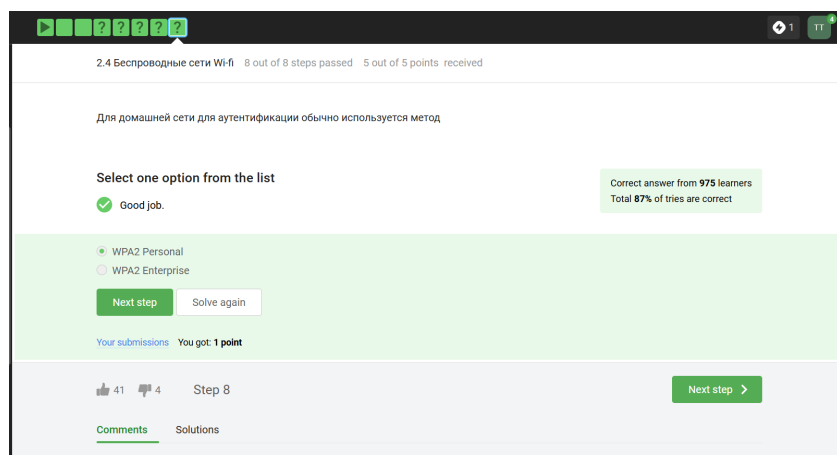 ? ? ? ? ?
1
TT
4
2.4 Беспроводные сети Wi-fi 8 out of 8 steps passed 5 out of 5 points received
Для домашней сети для аутентификации обычно используется метод
Select one option from the list
Good job.
Correct answer from 975 learners
Total 87% of tries are correct
WPA2 Personal
WPA2 Enterprise
Next step
Solve again
Your submissions You got: 1 point
41
4
Step 8
Next step
Comments
Solutions